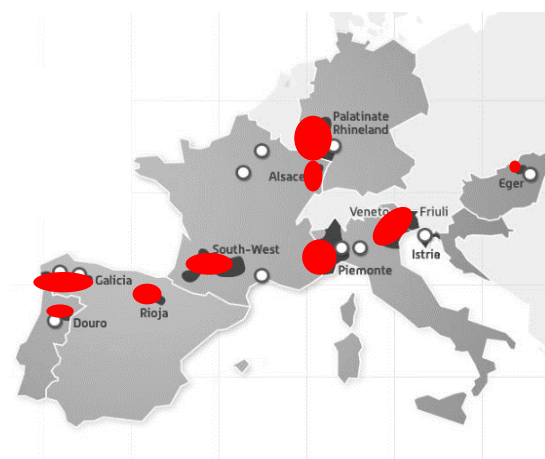 Palatinate
Rhineland
Alsace
Eger
Veneto
Friuli
South-West
Istria
Piemonte
Galicia
Rioja
Douro